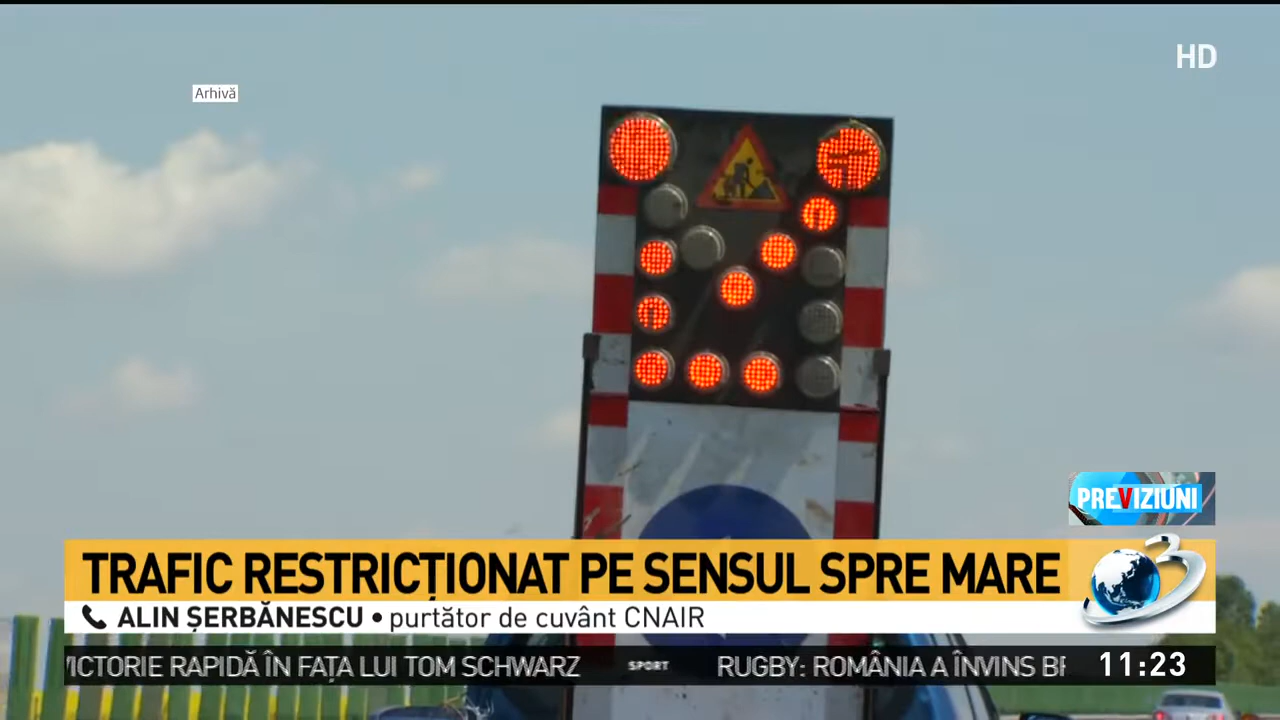 HD
Arhivă
PREVIZIUNI
TRAFIC RESTRICȚIONAT PE SENSUL SPRE MARE
3
ALIN ȘERBĂNESCU • purtător de cuvânt CNAIR
VICTORIE RAPIDĂ ÎN FAȚA LUI TOM SCHWARZ SPORT RUGBY: ROMÂNIA A ÎNVINS
11:23